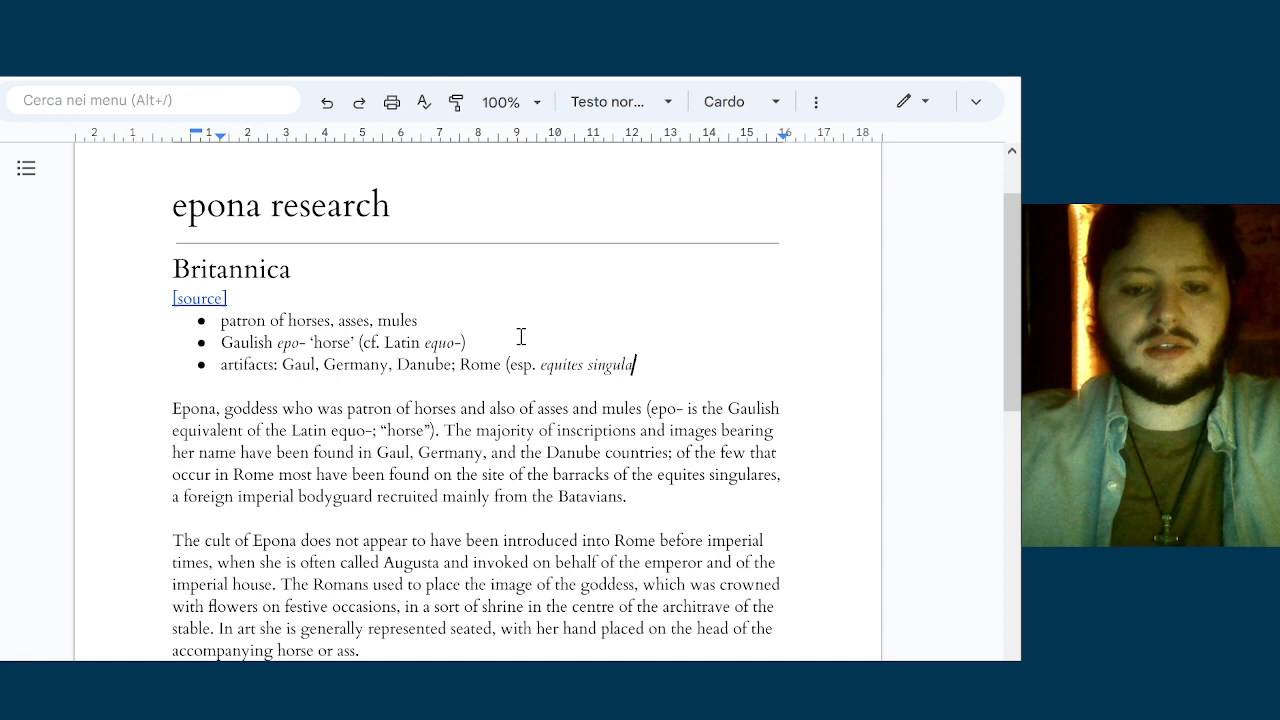 Cerca nei menu (Alt+/)
100%
Testo nor...
Cardo
2 1 1 2 3 4 5 6 7 8 9 10 11 12 13 14 15 16 17 18
epona research
Britannica
[source]
● patron of horses, asses, mules
● Gaulish epo- ‘horse’ (cf. Latin equo-)
● artifacts: Gaul, Germany, Danube; Rome (esp. equites singula
Epona, goddess who was patron of horses and also of asses and mules (epo- is the Gaulish
equivalent of the Latin equo-; “horse”). The majority of inscriptions and images bearing
her name have been found in Gaul, Germany, and the Danube countries; of the few that
occur in Rome most have been found on the site of the barracks of the equites singulares,
a foreign imperial bodyguard recruited mainly from the Batavians.
The cult of Epona does not appear to have been introduced into Rome before imperial
times, when she is often called Augusta and invoked on behalf of the emperor and of the
imperial house. The Romans used to place the image of the goddess, which was crowned
with flowers on festive occasions, in a sort of shrine in the centre of the architrave of the
stable. In art she is generally represented seated, with her hand placed on the head of the
accompanying horse or ass.